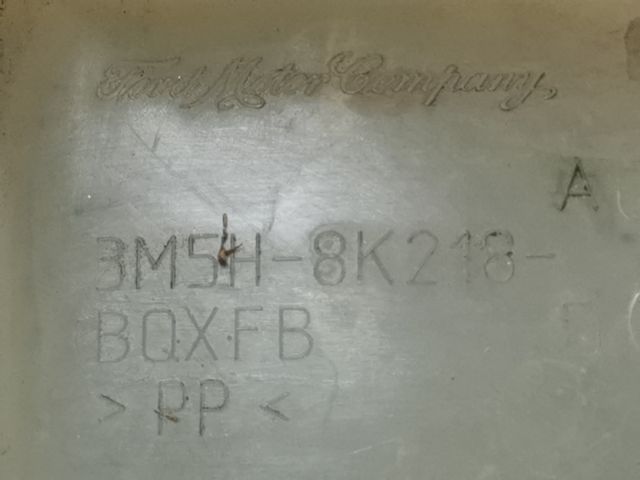 Ford Motor Company,
A
3M5H-8K218-
BQXFB
> PP <